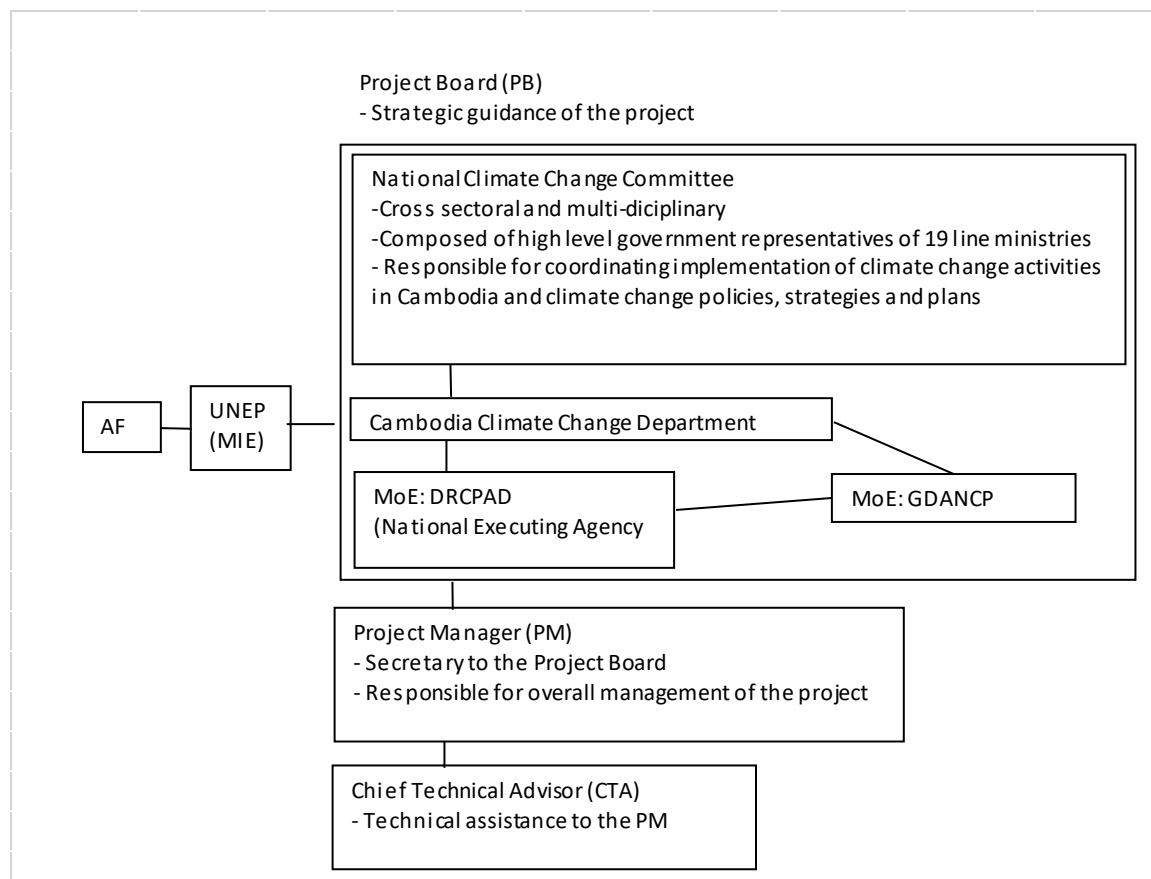 Project Board (PB)
- Strategic guidance of the project
National Climate Change Committee
-Cross sectoral and multi-diciplinary
-Composed of high level government representatives of 19 line ministries
- Responsible for coordinating implementation of climate change activities
in Cambodia and climate change policies, strategies and plans
AF
UNEP
(MIE)
Cambodia Climate Change Department
MoE: DRCPAD
(National Executing Agency
MoE: GDANCP
Project Manager (PM)
- Secretary to the Project Board
- Responsible for overall management of the project
Chief Technical Advisor (CTA)
- Technical assistance to the PM